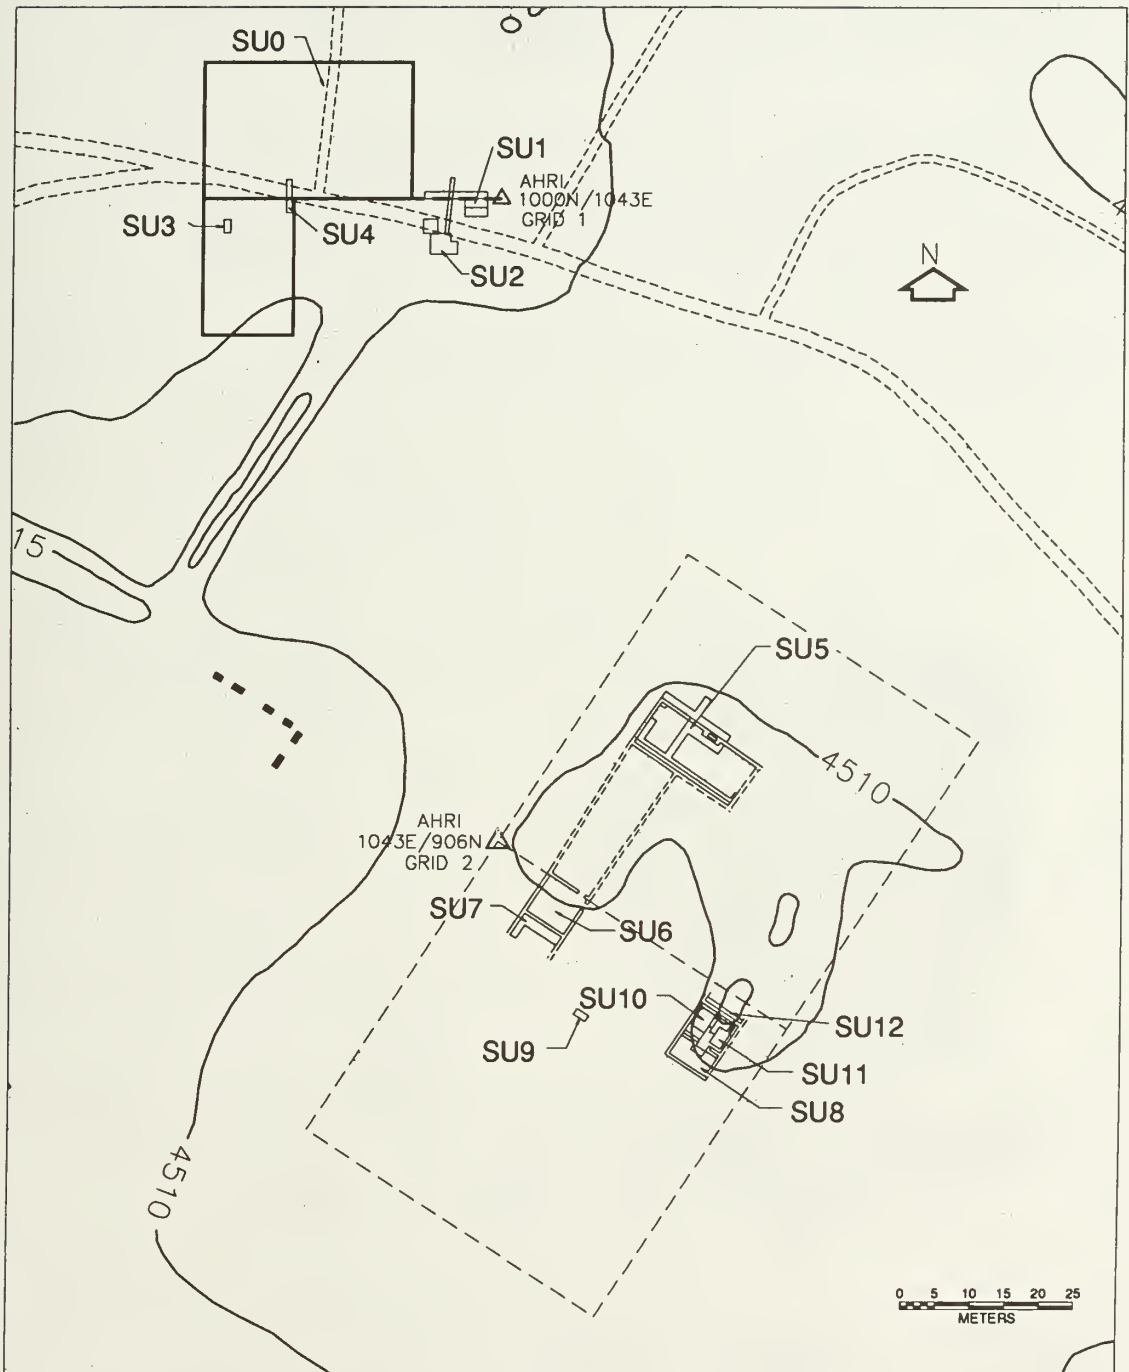 SU0
SU1
AHRI
1000N/1043E
GRID 1
SU3
SU4
SU2
N
15
SU5
4510
AHRI
1043E/906N
GRID 2
SU7
SU6
SU10
SU12
SU9
SU11
SU8
4510
0 5 10 15 20 25
METERS